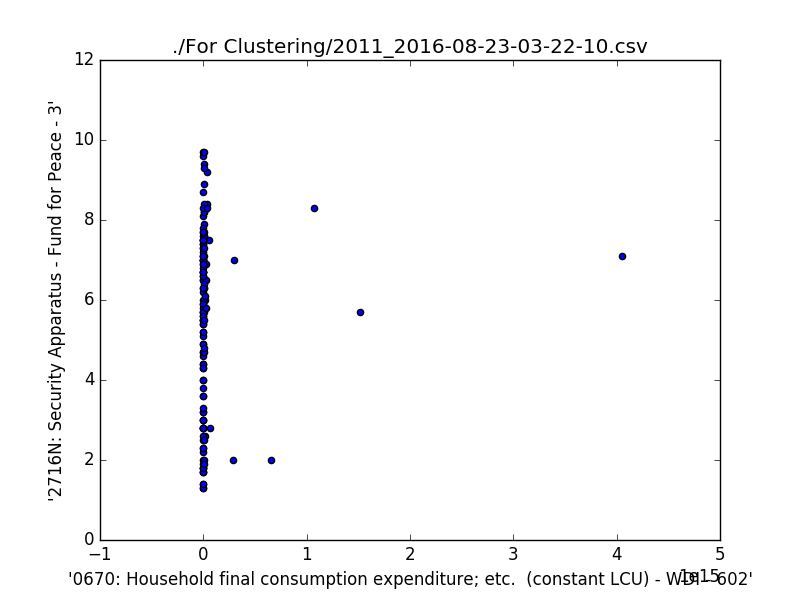 ./For Clustering/2011_2016-08-23-03-22-10.csv
12
10
8
6
4
2
0
'2716N: Security Apparatus - Fund for Peace - 3'
−1 0 1 2 3 4 5
1e15
'0670: Household final consumption expenditure; etc. (constant LCU) - WDI - 602'